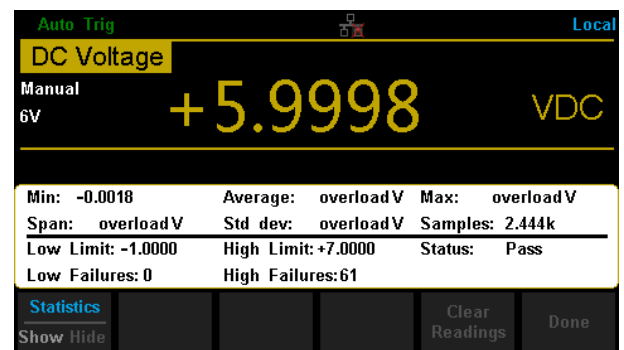 Auto Trig Local
DC Voltage
Manual
6V +5.9998 VDC
Min: -0.0018 Average: overload V Max: overload V
Span: overload V Std dev: overload V Samples: 2.444k
Low Limit: -1.0000 High Limit: +7.0000 Status: Pass
Low Failures: 0 High Failures: 61
Statistics
Show Hide
Clear
Readings
Done